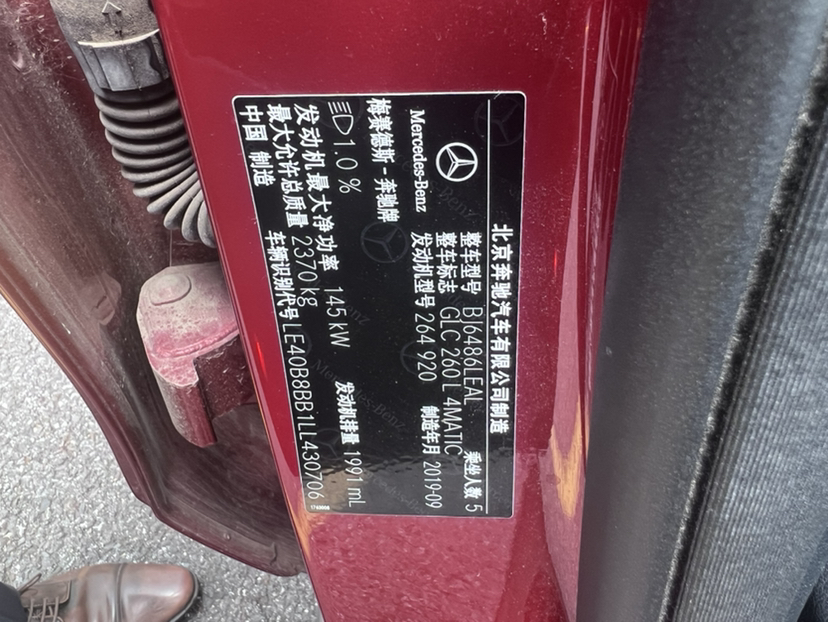 北京奔驰汽车有限公司制造
Mercedes-Benz
梅赛德斯-奔驰牌
整车型号 BJ6486LEAL 乘坐人数 5
整车标志 GLC 260 L 4MATIC
发动机型号 264 920 制造年月 2019-09
1.0 %
发动机最大净功率 145 kW 发动机排量 1991 mL
最大允许总质量 2370 kg
中国 制造 车辆识别代号 LE40B8BB1LL430706